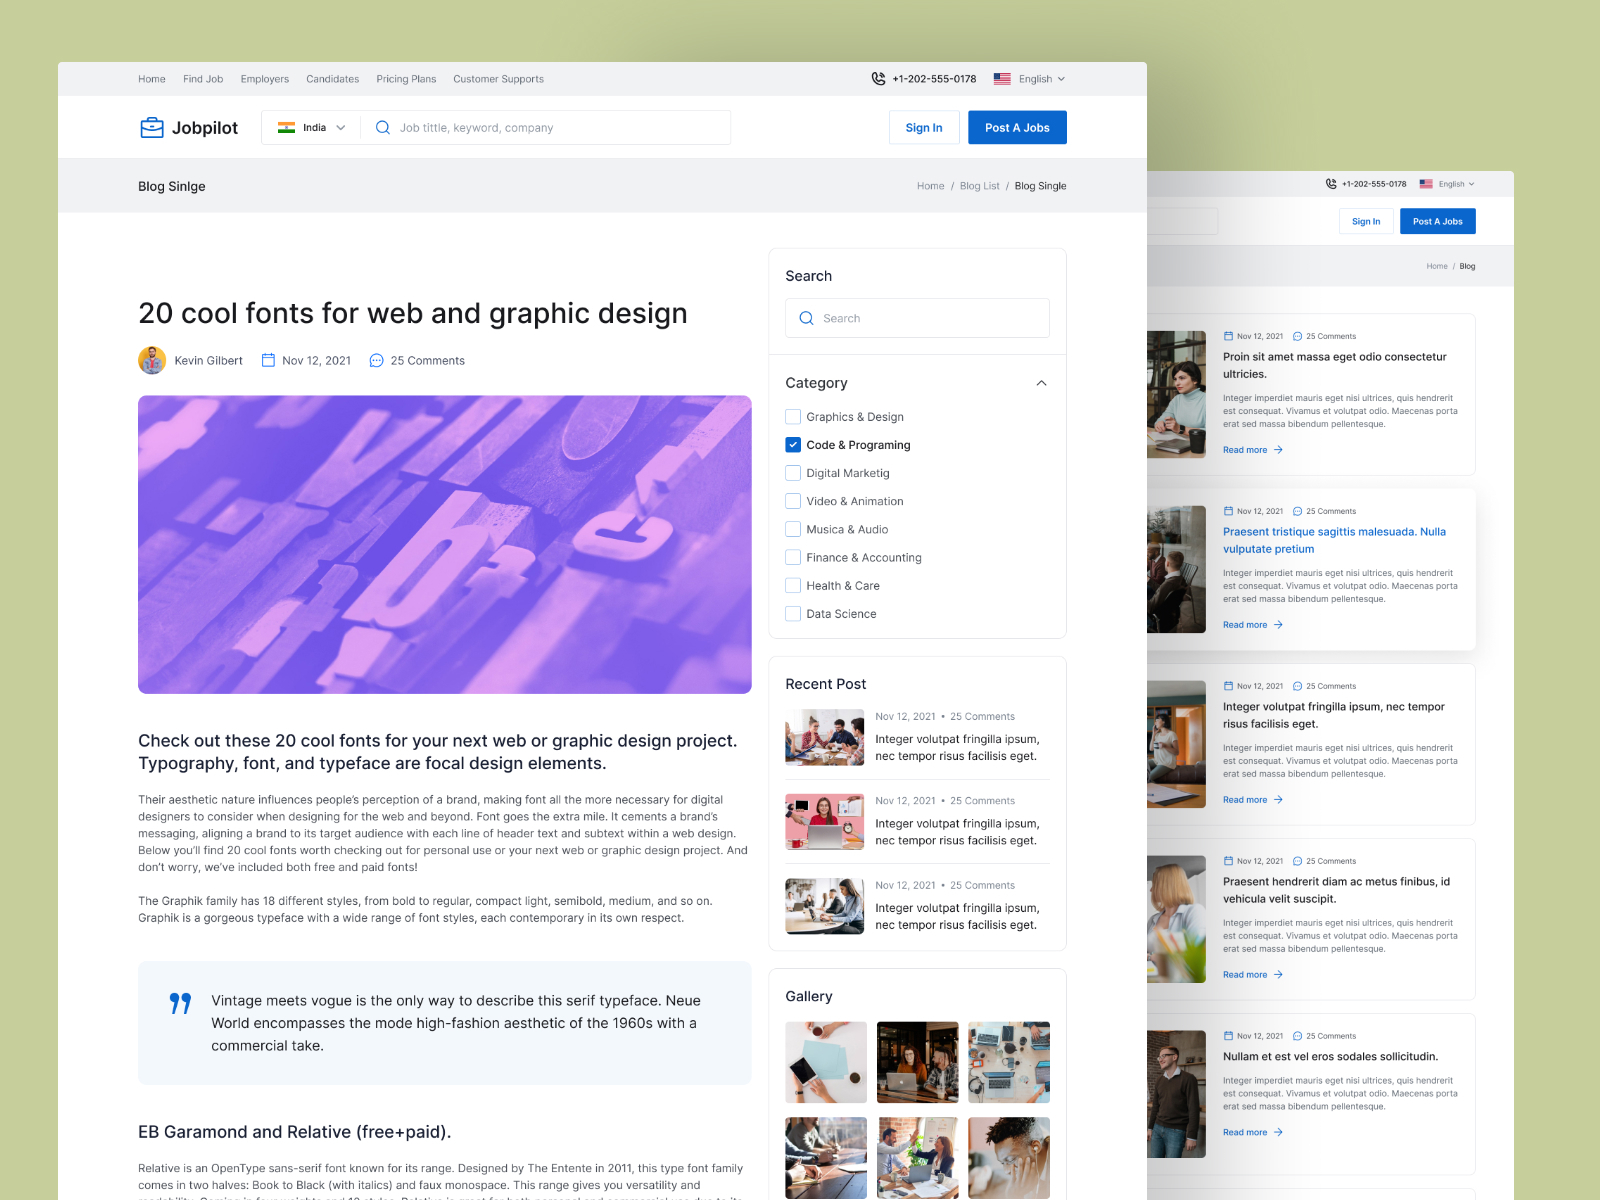 Home Find Job Employers Candidates Pricing Plans Customer Supports +1-202-555-0178 English
Jobpilot India Job tittle, keyword, company Sign In Post A Jobs
Blog Sinlge Home / Blog List / Blog Single
20 cool fonts for web and graphic design
Kevin Gilbert Nov 12, 2021 25 Comments
Check out these 20 cool fonts for your next web or graphic design project.
Typography, font, and typeface are focal design elements.
Their aesthetic nature influences people's perception of a brand, making font all the more necessary for digital
designers to consider when designing for the web and beyond. Font goes the extra mile. It cements a brand's
messaging, aligning a brand to its target audience with each line of header text and subtext within a web design.
Below you'll find 20 cool fonts worth checking out for personal use or your next web or graphic design project. And
don't worry, we've included both free and paid fonts!
The Graphik family has 18 different styles, from bold to regular, compact light, semibold, medium, and so on.
Graphik is a gorgeous typeface with a wide range of font styles, each contemporary in its own respect.
Vintage meets vogue is the only way to describe this serif typeface. Neue
World encompasses the mode high-fashion aesthetic of the 1960s with a
commercial take.
EB Garamond and Relative (free+paid).
Relative is an OpenType sans-serif font known for its range. Designed by The Entente in 2011, this type font family
comes in two halves: Book to Black (with italics) and faux monospace. This range gives you versatility and
Search
Search
Category
Graphics & Design
Code & Programing
Digital Marketig
Video & Animation
Musica & Audio
Finance & Accounting
Health & Care
Data Science
Recent Post
Nov 12, 2021 • 25 Comments
Integer volutpat fringilla ipsum,
nec tempor risus facilisis eget.
Nov 12, 2021 • 25 Comments
Integer volutpat fringilla ipsum,
nec tempor risus facilisis eget.
Nov 12, 2021 • 25 Comments
Integer volutpat fringilla ipsum,
nec tempor risus facilisis eget.
Gallery
+1-202-555-0178 English
Sign In Post A Jobs
Home / Blog
Nov 12, 2021 25 Comments
Proin sit amet massa eget odio consectetur
ultricies.
Integer imperdiet mauris eget nisi ultrices, quis hendrerit
est consequat. Vivamus et volutpat odio. Maecenas porta
erat sed massa bibendum pellentesque.
Read more
Nov 12, 2021 25 Comments
Praesent tristique sagittis malesuada. Nulla
vulputate pretium
Integer imperdiet mauris eget nisi ultrices, quis hendrerit
est consequat. Vivamus et volutpat odio. Maecenas porta
erat sed massa bibendum pellentesque.
Read more
Nov 12, 2021 25 Comments
Integer volutpat fringilla ipsum, nec tempor
risus facilisis eget.
Integer imperdiet mauris eget nisi ultrices, quis hendrerit
est consequat. Vivamus et volutpat odio. Maecenas porta
erat sed massa bibendum pellentesque.
Read more
Nov 12, 2021 25 Comments
Praesent hendrerit diam ac metus finibus, id
vehicula velit suscipit.
Integer imperdiet mauris eget nisi ultrices, quis hendrerit
est consequat. Vivamus et volutpat odio. Maecenas porta
erat sed massa bibendum pellentesque.
Read more
Nov 12, 2021 25 Comments
Nullam et est vel eros sodales sollicitudin.
Integer imperdiet mauris eget nisi ultrices, quis hendrerit
est consequat. Vivamus et volutpat odio. Maecenas porta
erat sed massa bibendum pellentesque.
Read more